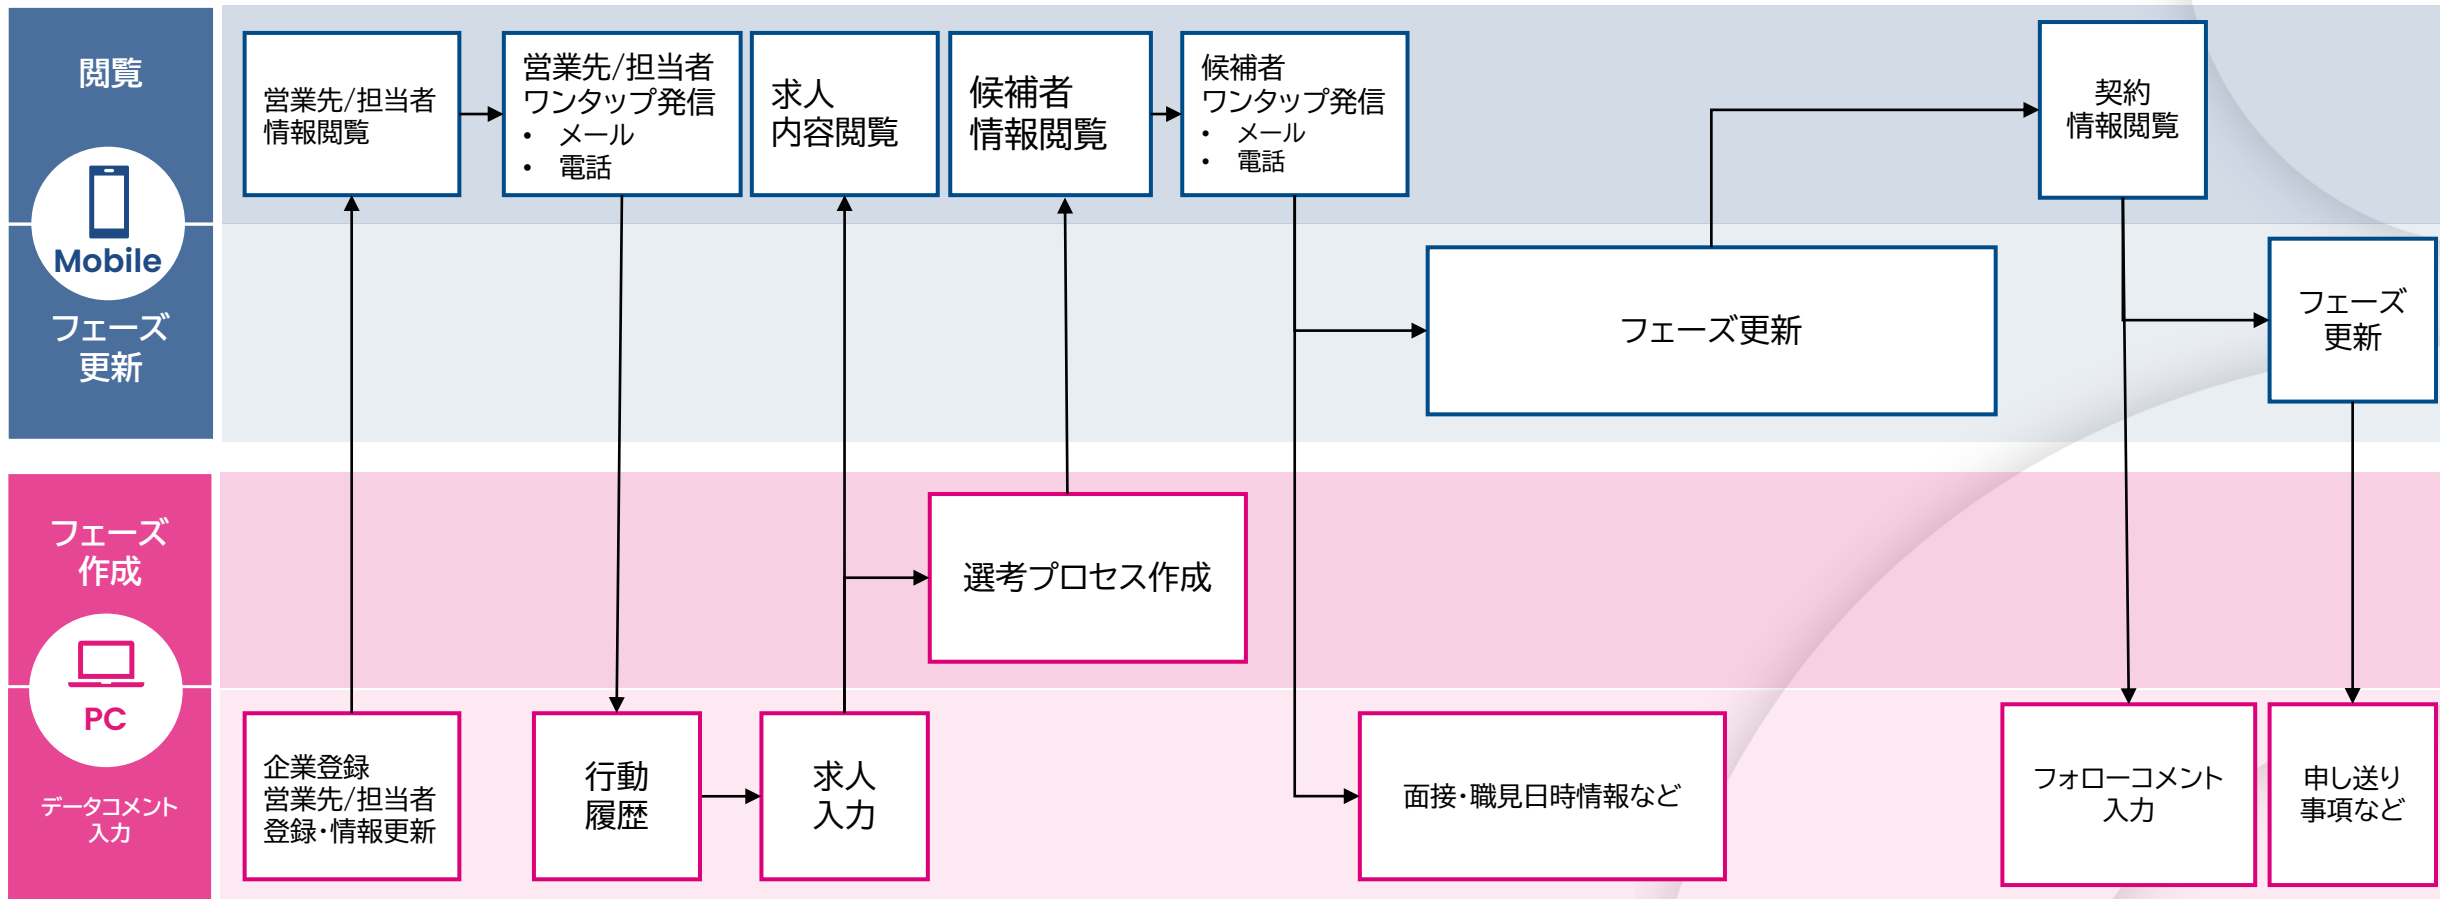 閲覧
Mobile
フェーズ
更新
営業先/担当者
情報閲覧
営業先/担当者
ワンタップ発信
• メール
• 電話
求人
内容閲覧
候補者
情報閲覧
候補者
ワンタップ発信
• メール
• 電話
契約
情報閲覧
フェーズ更新
フェーズ
更新
フェーズ
作成
PC
データコメント
入力
選考プロセス作成
企業登録
営業先/担当者
登録・情報更新
行動
履歴
求人
入力
面接・職見日時情報など
フォローコメント
入力
申し送り
事項など